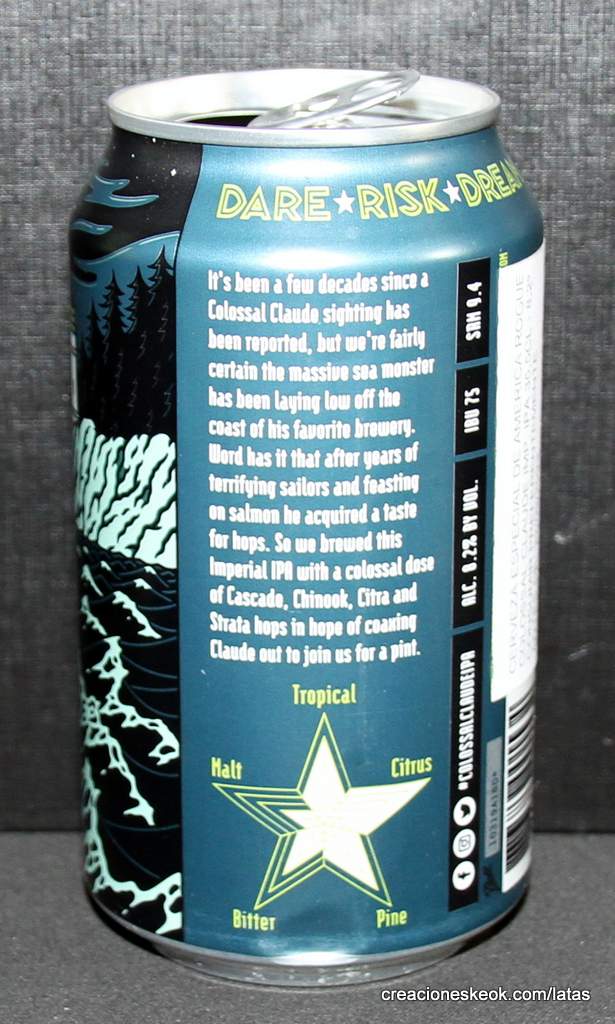 DARE★RISK★DREA
It's been a few decades since a
Colossal Claude sighting has
been reported, but we're fairly
certain the massive sea monster
has been laying low off the
coast of his favorite brewery.
Word has it that after years of
terrifying sailors and feasting
on salmon he acquired a taste
for hops. So we brewed this
Imperial IPA with a colossal dose
of Cascade, Chinook, Citra and
Strata hops in hope of coaxing
Claude out to join us for a pint.
Tropical
Malt
Citrus
Bitter
Pine
SRM 9.4
IBU 75
ALC. 8.2% BY VOL.
#COLOSSALCLAUDEIPA
creacioneskeok.com/latas